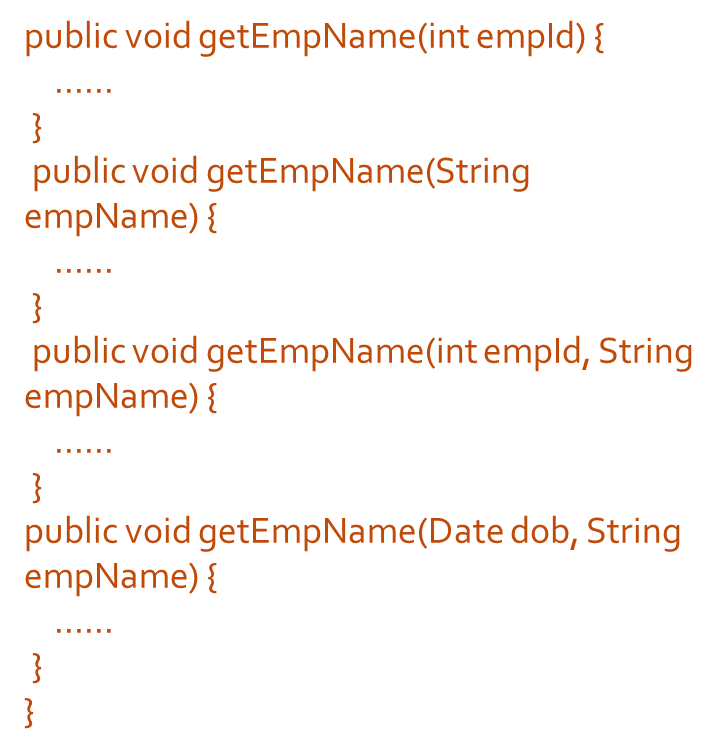 public void getEmpName(int empId) {
......
}
public void getEmpName(String
empName) {
......
}
public void getEmpName(int empId, String
empName) {
......
}
public void getEmpName(Date dob, String
empName) {
......
}
}